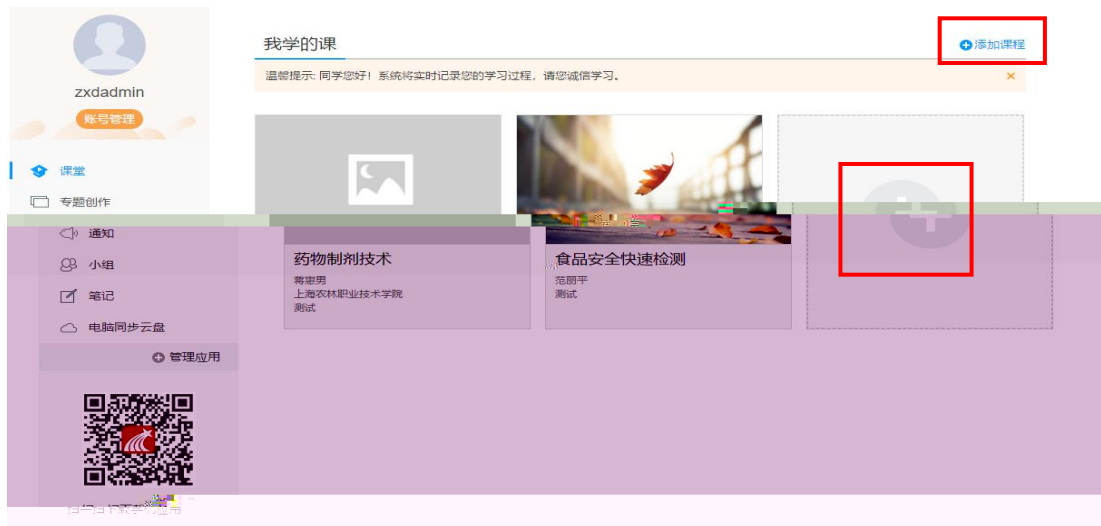 zxdadmin
账号管理
课堂
专题创作
通知
小组
笔记
电脑同步云盘
管理应用
我学的课
添加课程
温馨提示: 同学您好！系统将实时记录您的学习过程，请您诚信学习。
药物制剂技术
蒋惠男
上海农林职业技术学院
测试
食品安全快速检测
范丽平
测试